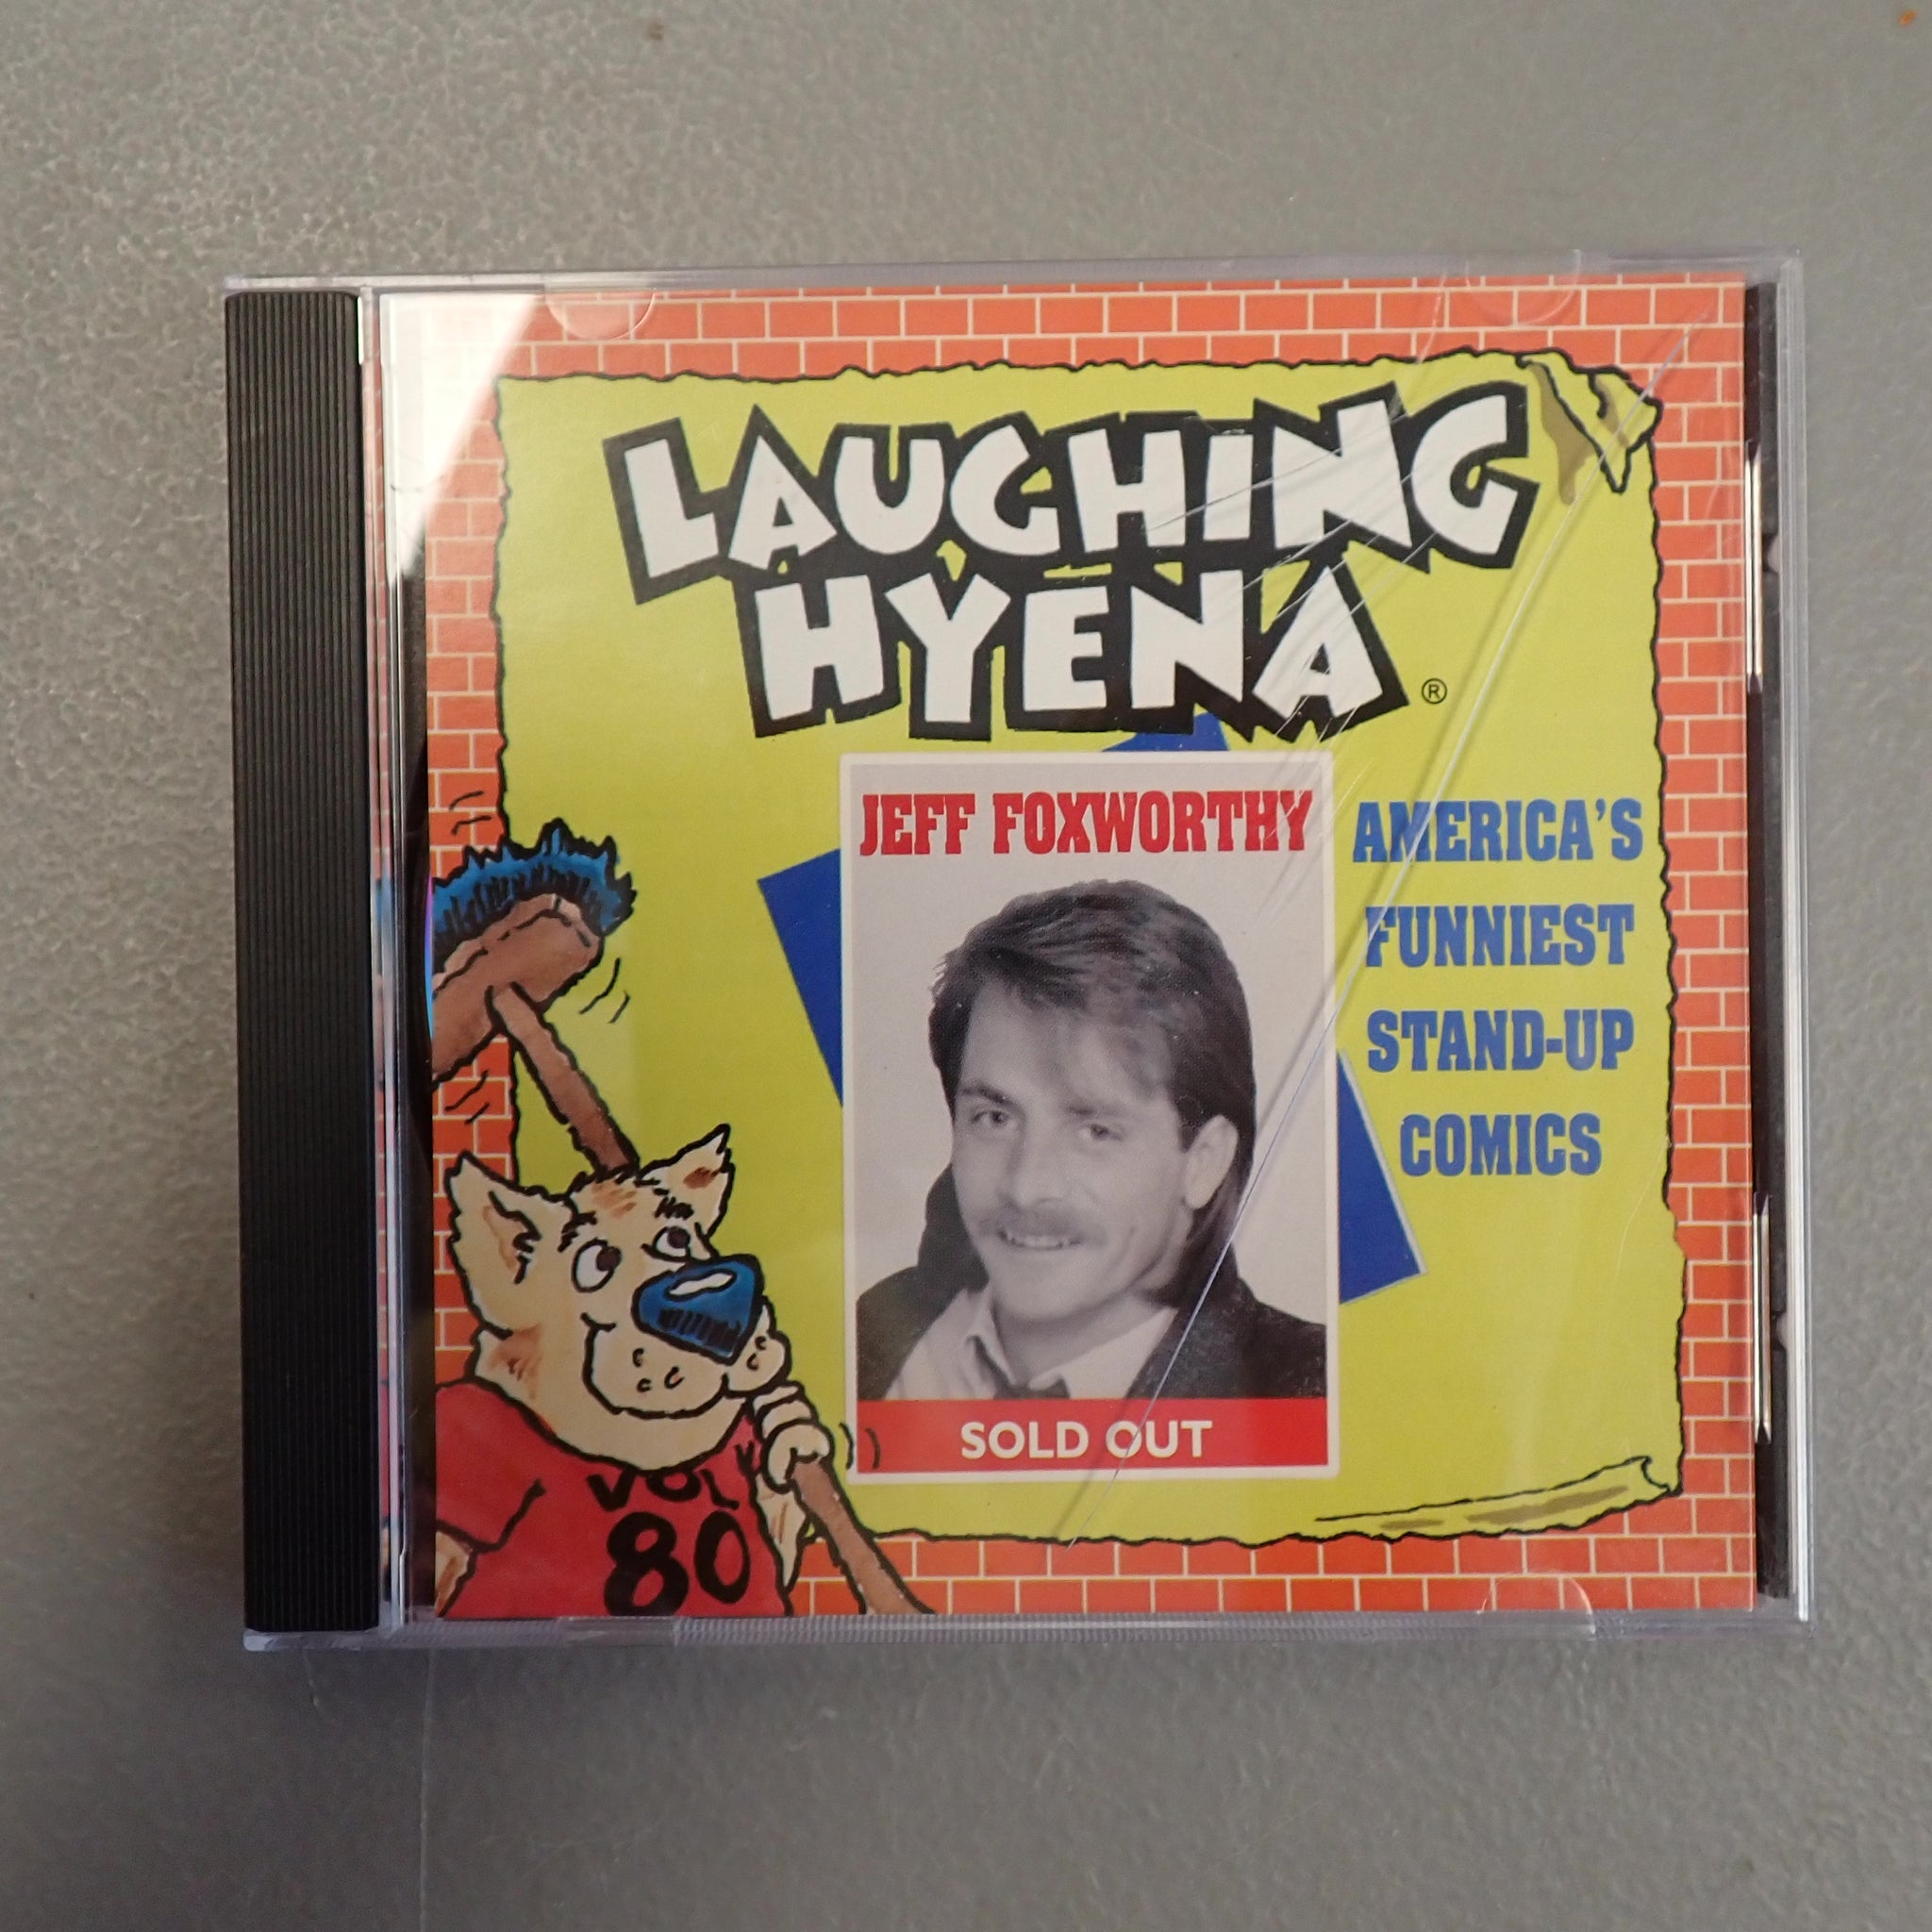 LAUGHING
HYENA®
JEFF FOXWORTHY
AMERICA'S
FUNNIEST
STAND-UP
COMICS
SOLD OUT
VOL
80